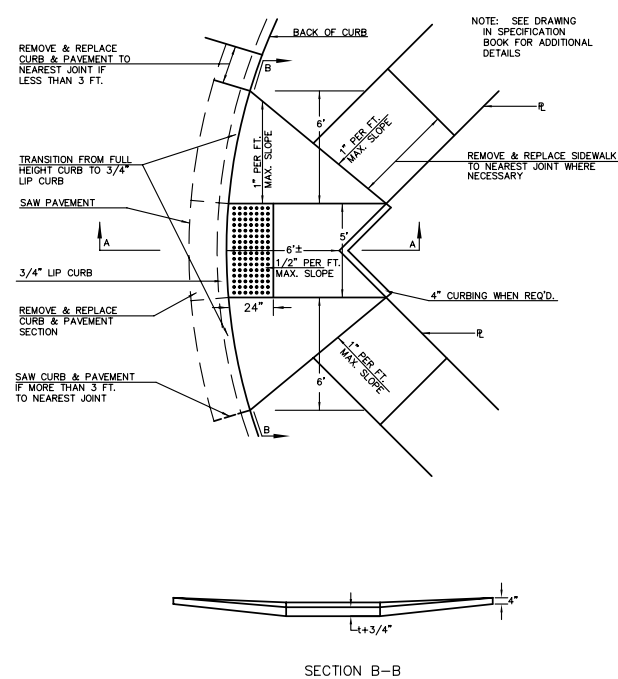 BACK OF CURB
NOTE: SEE DRAWING
IN SPECIFICATION
BOOK FOR ADDITIONAL
DETAILS
REMOVE & REPLACE
CURB & PAVEMENT TO
NEAREST JOINT IF
LESS THAN 3 FT.
B
6'
1" PER FT.
MAX. SLOPE
1" PER FT.
MAX. SLOPE
℄
REMOVE & REPLACE SIDEWALK
TO NEAREST JOINT WHERE
NECESSARY
TRANSITION FROM FULL
HEIGHT CURB TO 3/4"
LIP CURB
SAW PAVEMENT
A
6'±
5'
A
1/2" PER FT.
MAX. SLOPE
3/4" LIP CURB
24"
4" CURBING WHEN REQ'D.
REMOVE & REPLACE
CURB & PAVEMENT
SECTION
℄
1" PER FT.
MAX. SLOPE
6'
SAW CURB & PAVEMENT
IF MORE THAN 3 FT.
TO NEAREST JOINT
B
4"
t+3/4"
SECTION B-B